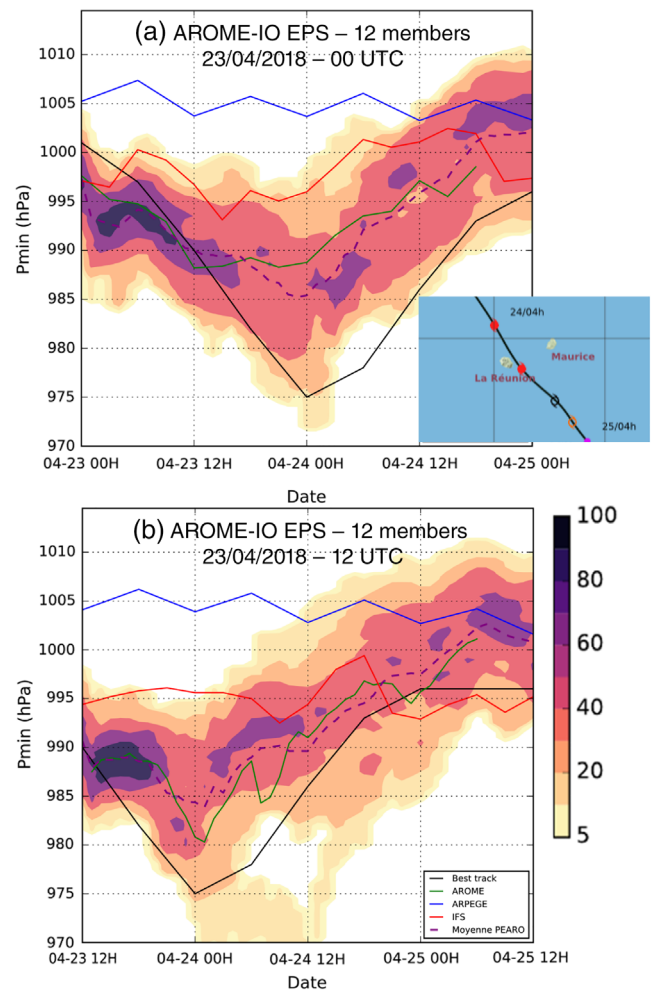 (a) AROME-IO EPS – 12 members
23/04/2018 – 00 UTC
1010
1005
1000
995
990
985
980
975
970
Pmin (hPa)
04-23 00H
04-23 12H
04-24 00H
04-24 12H
04-25 00H
Date
24/04h
Maurice
La Réunion
25/04h
(b) AROME-IO EPS – 12 members
23/04/2018 – 12 UTC
1010
1005
1000
995
990
985
980
975
970
Pmin (hPa)
04-23 12H
04-24 00H
04-24 12H
04-25 00H
04-25 12H
Date
Best track
AROME
ARPEGE
IFS
Moyenne PEARO
100
80
60
40
20
5